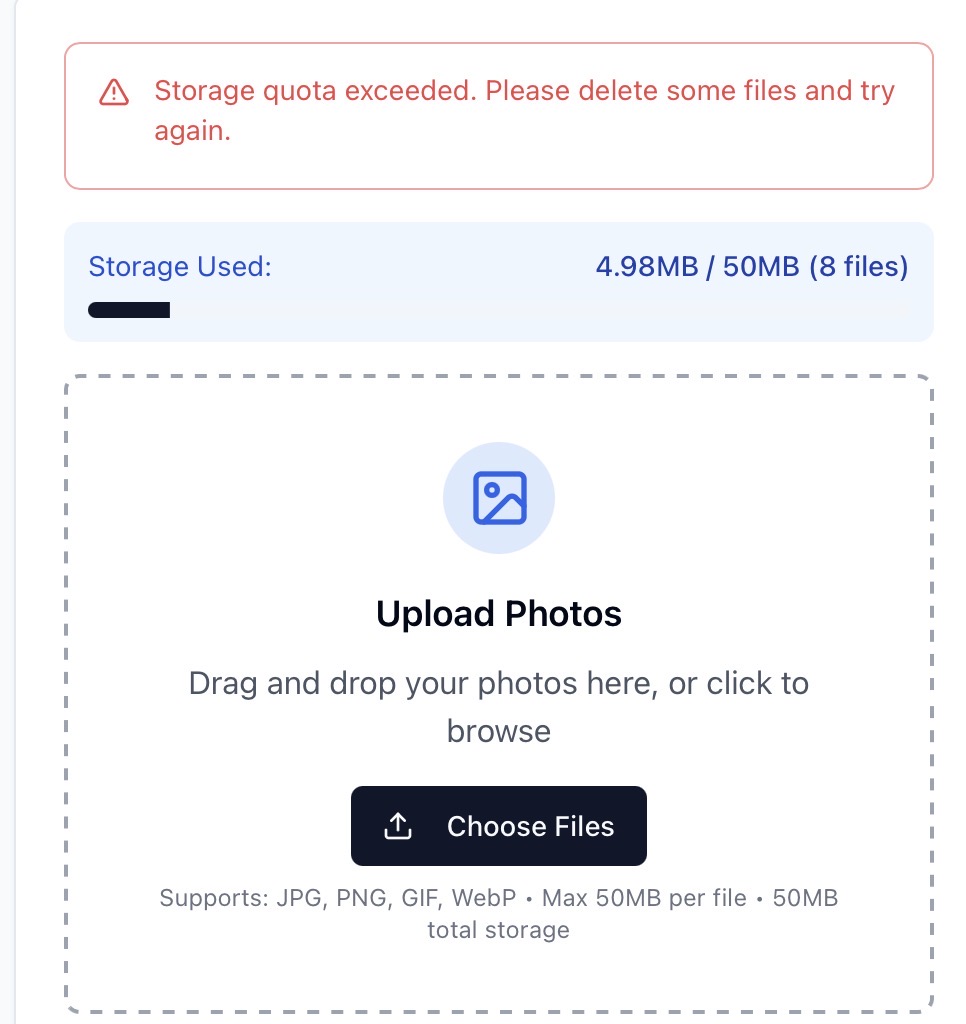 Storage quota exceeded. Please delete some files and try
again.
Storage Used:
4.98MB / 50MB (8 files)
Upload Photos
Drag and drop your photos here, or click to
browse
Choose Files
Supports: JPG, PNG, GIF, WebP • Max 50MB per file • 50MB
total storage